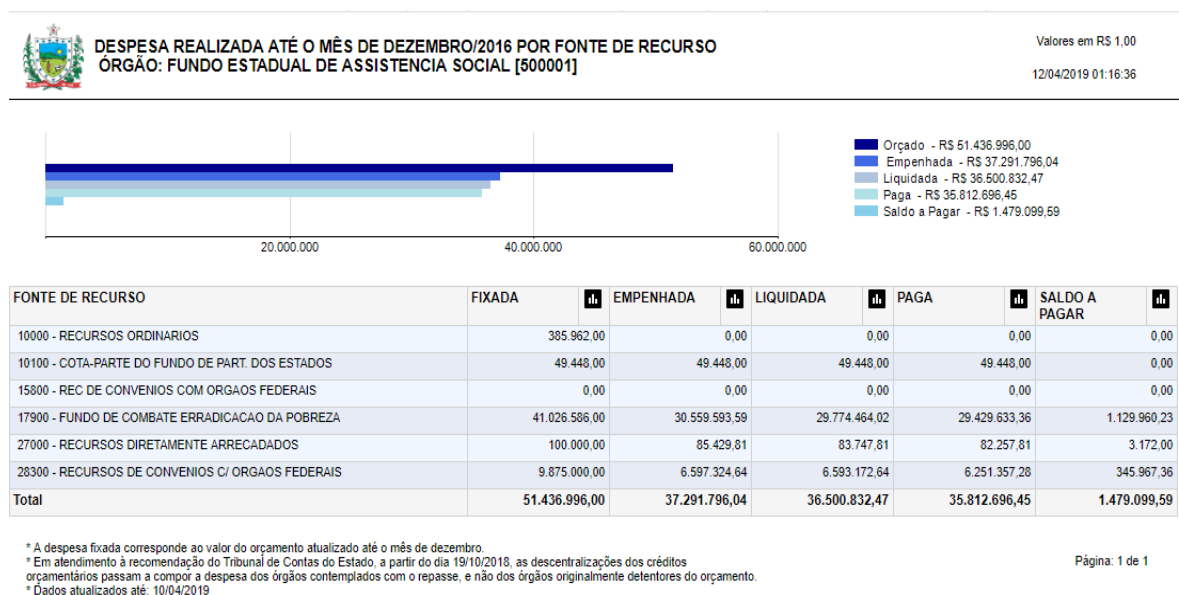 DESPESA REALIZADA ATÉ O MÊS DE DEZEMBRO/2016 POR FONTE DE RECURSO
ÓRGÃO: FUNDO ESTADUAL DE ASSISTENCIA SOCIAL [500001]
Valores em R$ 1,00
12/04/2019 01:16:36
Orçado - R$ 51.436.996,00
Empenhada - R$ 37.291.796,04
Liquidada - R$ 36.500.832,47
Paga - R$ 35.812.696,45
Saldo a Pagar - R$ 1.479.099,59
20.000.000 40.000.000 60.000.000
FONTE DE RECURSO FIXADA EMPENHADA LIQUIDADA PAGA SALDO A PAGAR
10000 - RECURSOS ORDINARIOS 385.962,00 0,00 0,00 0,00 0,00
10100 - COTA-PARTE DO FUNDO DE PART. DOS ESTADOS 49.448,00 49.448,00 49.448,00 49.448,00 0,00
15800 - REC DE CONVENIOS COM ORGAOS FEDERAIS 0,00 0,00 0,00 0,00 0,00
17900 - FUNDO DE COMBATE ERRADICACAO DA POBREZA 41.026.586,00 30.559.593,59 29.774.464,02 29.429.633,36 1.129.960,23
27000 - RECURSOS DIRETAMENTE ARRECADADOS 100.000,00 85.429,81 83.747,81 82.257,81 3.172,00
28300 - RECURSOS DE CONVENIOS C/ ORGAOS FEDERAIS 9.875.000,00 6.597.324,64 6.593.172,64 6.251.357,28 345.967,36
Total 51.436.996,00 37.291.796,04 36.500.832,47 35.812.696,45 1.479.099,59
* A despesa fixada corresponde ao valor do orçamento atualizado até o mês de dezembro.
* Em atendimento à recomendação do Tribunal de Contas do Estado, a partir do dia 19/10/2018, as descentralizações dos créditos
orçamentários passam a compor a despesa dos órgãos contemplados com o repasse, e não dos órgãos originalmente detentores do orçamento.
* Dados atualizados até: 10/04/2019
Página: 1 de 1